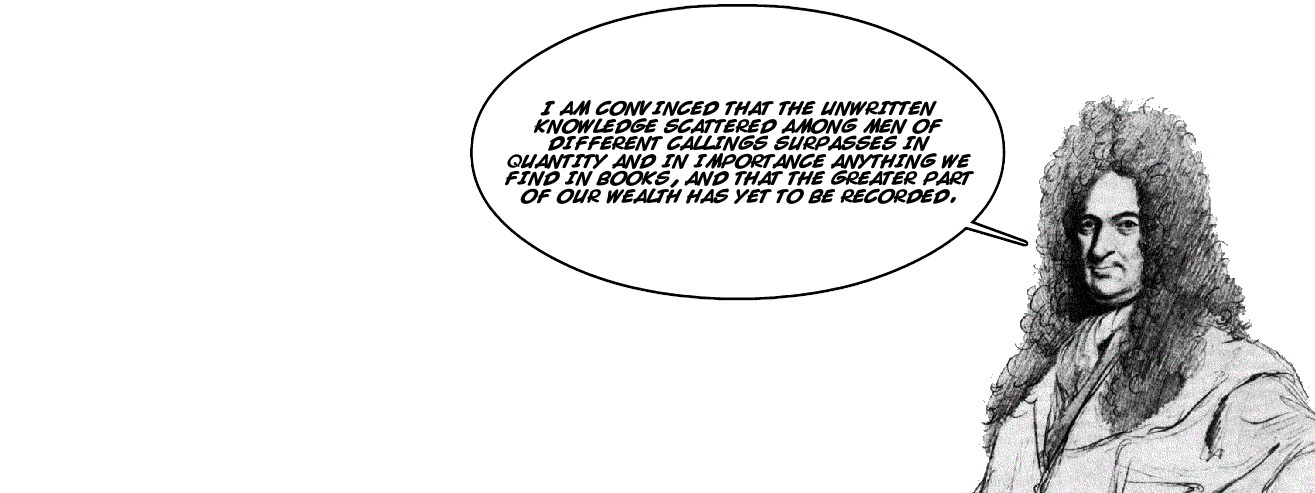 I AM CONVINCED THAT THE UNWRITTEN
KNOWLEDGE SCATTERED AMONG MEN OF
DIFFERENT CALLINGS SURPASSES IN
QUANTITY AND IN IMPORTANCE ANYTHING WE
FIND IN BOOKS, AND THAT THE GREATER PART
OF OUR WEALTH HAS YET TO BE RECORDED.